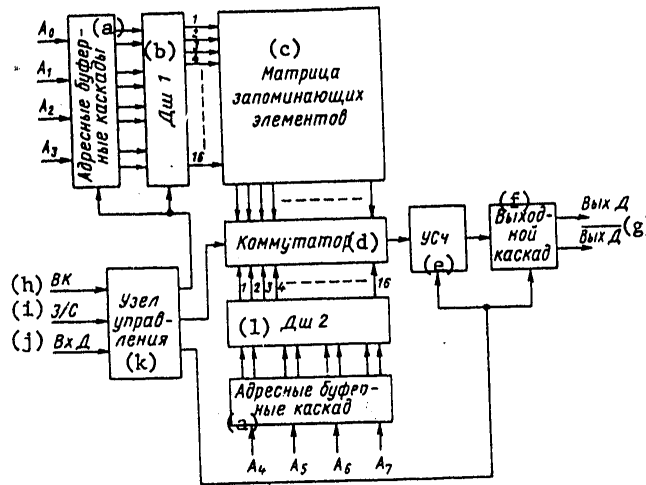 A₀
A₁
A₂
A₃
(a)
Адресные буфер-
ные каскады
(b)
Дш 1
1
2
3
4
16
(c)
Матрица
запоминающих
элементов
Коммутатор (d)
УСч
(e)
(f)
Выход-
ной
каскад
Вых Д
Вых Д (g)
(h) ВК
(i) З/С
(j) Вх Д
Узел
управ-
ления
(k)
1 2 3 4 16
(l) Дш 2
Адресные буфер-
ные каскад
(a)
A₄ A₅ A₆ A₇